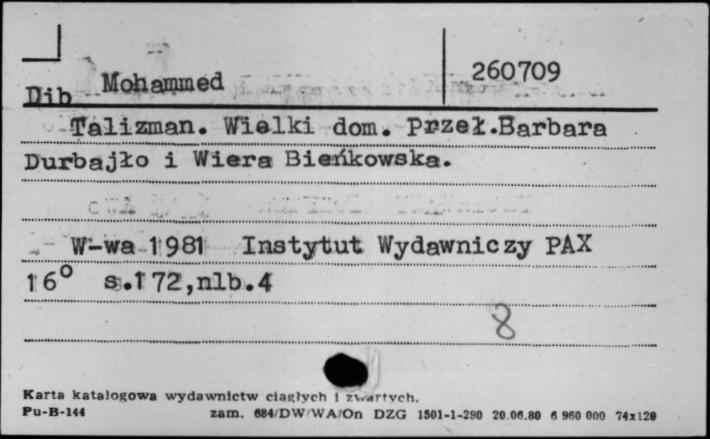 Dib Mohammed 260709
Talizman. Wielki dom. Przeł.Barbara
Durbajło i Wiera Bieńkowska.
W-wa 1981 Instytut Wydawniczy PAX
16° s.172,nlb.4
8
Karta katalogowa wydawnictw ciągłych i zwartych.
Pu-B-144 zam. 684/DW/WA/On DZG 1501-1-290 20.06.80 6 960 000 74x120